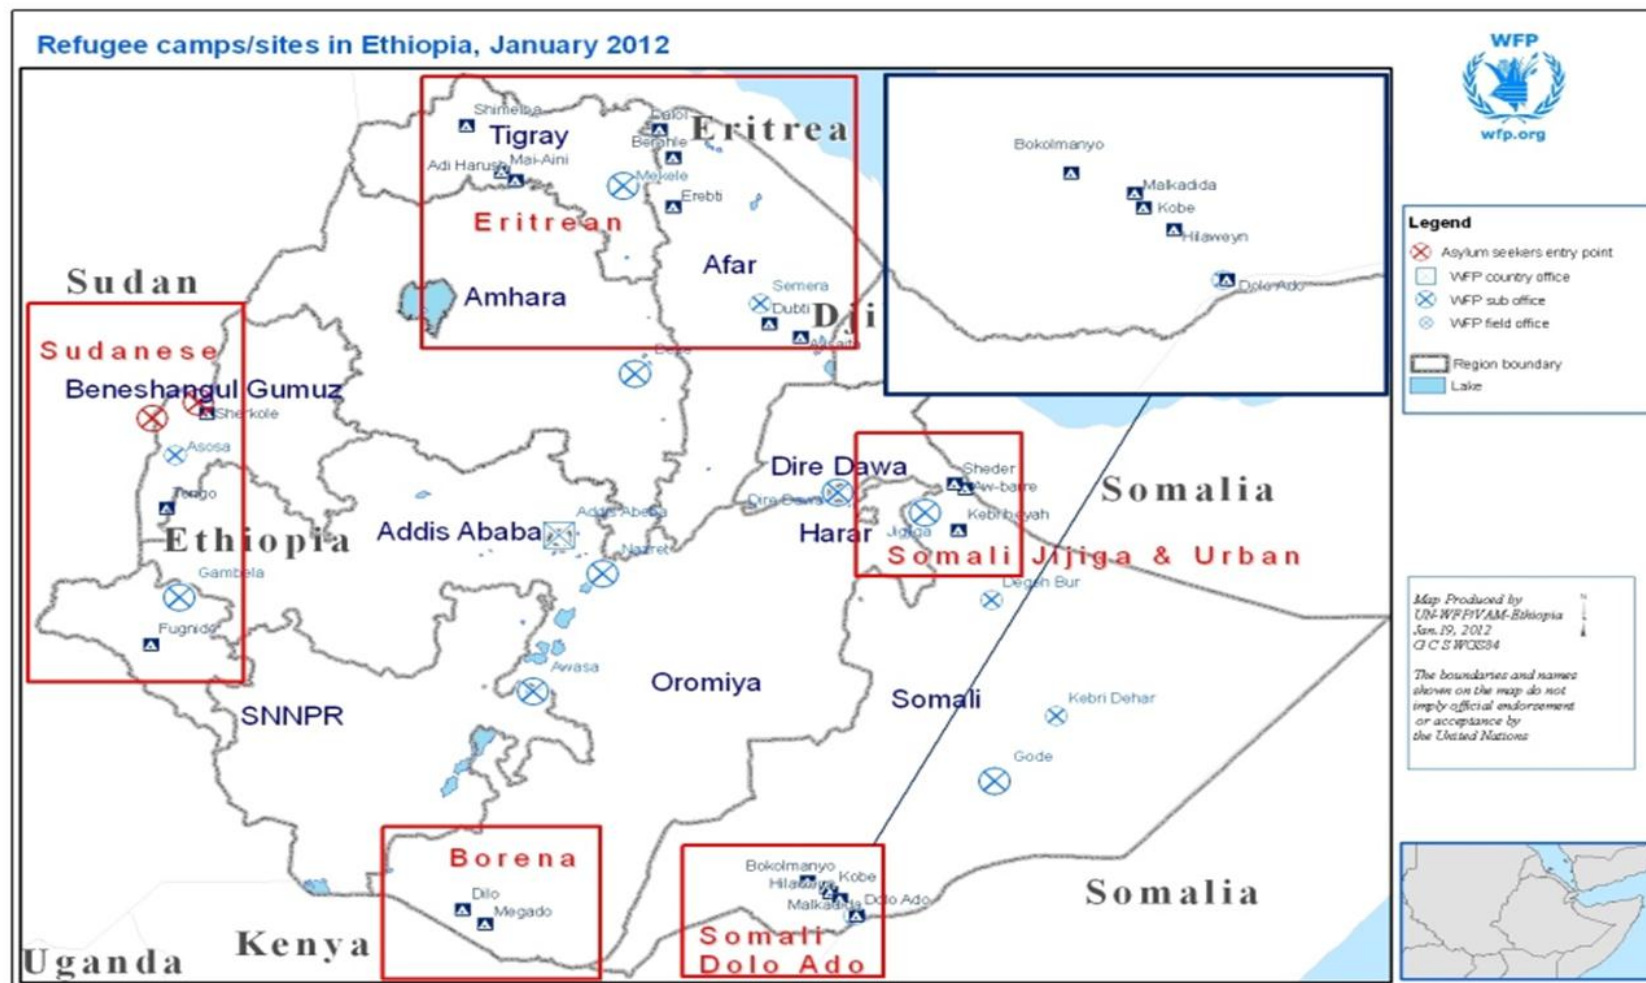 Refugee camps/sites in Ethiopia, January 2012
WFP
wfp.org
Shimelba
Tigray
Dalol
Eritrea
Berahle
Adi Harush
Mai-Aini
Mekele
Erebti
Eritrean
Afar
Amhara
Semera
Dubti
Dji
Bokolmanyo
Malkadida
Kobe
Hilaweyn
Dolo Ado
Legend
Asylum seekers entry point
WFP country office
WFP sub office
WFP field office
Region boundary
Lake
Sudan
Sudanese
Beneshangul Gumuz
Sherkole
Asosa
Tongo
Ethiopia
Gambela
Fugnido
Addis Ababa
Addis Ababa
Nazret
Dire Dawa
Dire Dawa
Harar
Sheder
Aw-barre
Kebribeyah
Jigjiga
Somali Jijiga & Urban
Somalia
Degeh Bur
Awasa
Oromiya
Somali
Kebri Dehar
Gode
SNNPR
Borena
Dilo
Megado
Bokolmanyo
Kobe
Hilaweyn
Malkadida
Dolo Ado
Somali
Dolo Ado
Somalia
Kenya
Uganda
Map Produced by
UN-WFP/VAM-Ethiopia
Jan.19, 2012
G C S WGS84
The boundaries and names
shown on the map do not
imply official endorsement
or acceptance by
the United Nations
N